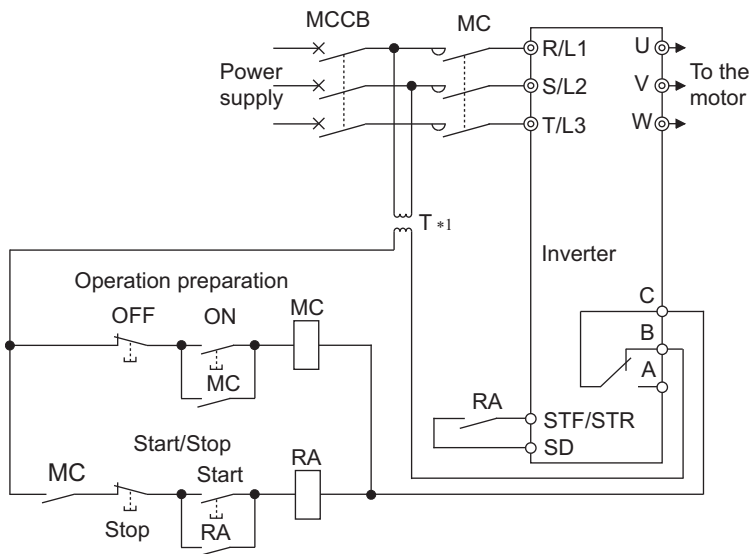 MCCB
MC
R/L1
U
Power
supply
S/L2
V
To the
motor
T/L3
W
T *1
Inverter
Operation preparation
OFF
ON
MC
C
B
MC
A
RA
STF/STR
Start/Stop
SD
MC
Start
RA
Stop
RA